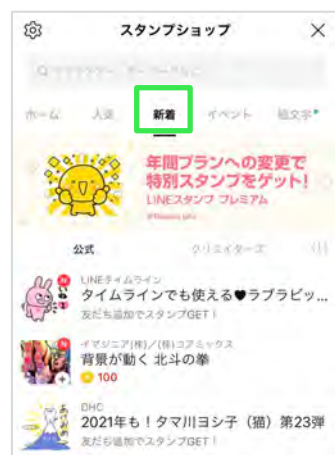 スタンプショップ
ホーム 人気 新着 イベント 絵文字
年間プランへの変更で
特別スタンプをゲット!
LINEスタンプ プレミアム
公式 クリエイターズ
LINEタイムライン
タイムラインでも使える♥ラブラビッ...
友だち追加でスタンプGET!
イマジニア(株)/(株)コアミックス
背景が動く 北斗の拳
100
DHC
2021年も!タマ川ヨシ子(猫)第23弾
友だち追加でスタンプGET!